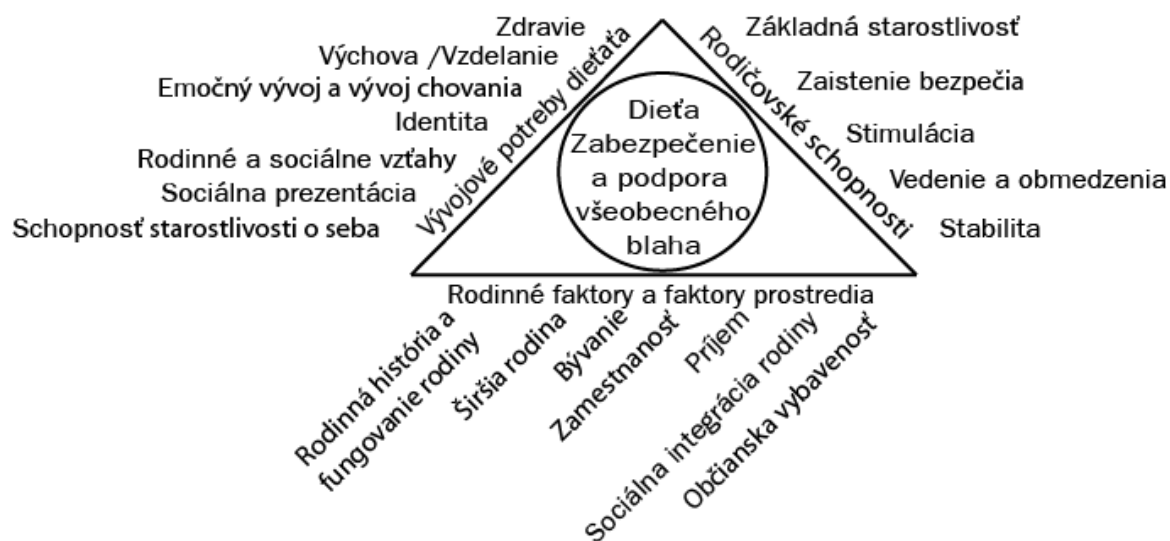 Zdravie
Výchova /Vzdelanie
Emočný vývoj a vývoj chovania
Identita
Rodinné a sociálne vzťahy
Sociálna prezentácia
Schopnosť starostlivosti o seba
Vývojové potreby dieťaťa
Dieťa
Zabezpečenie
a podpora
všeobecného
blaha
Rodičovské schopnosti
Základná starostlivosť
Zaistenie bezpečia
Stimulácia
Vedenie a obmedzenia
Stabilita
Rodinné faktory a faktory prostredia
Rodinná história a
fungovanie rodiny
Širšia rodina
Bývanie
Zamestnanosť
Príjem
Sociálna integrácia rodiny
Občianska vybavenosť